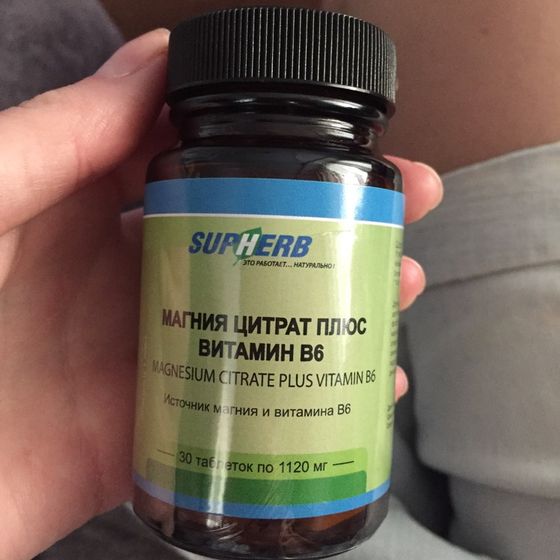 SUPHERB
ЭТО РАБОТАЕТ... НАТУРАЛЬНО!
МАГНИЯ ЦИТРАТ ПЛЮС
ВИТАМИН В6
MAGNESIUM CITRATE PLUS VITAMIN B6
Источник магния и витамина В6
30 таблеток по 1120 мг